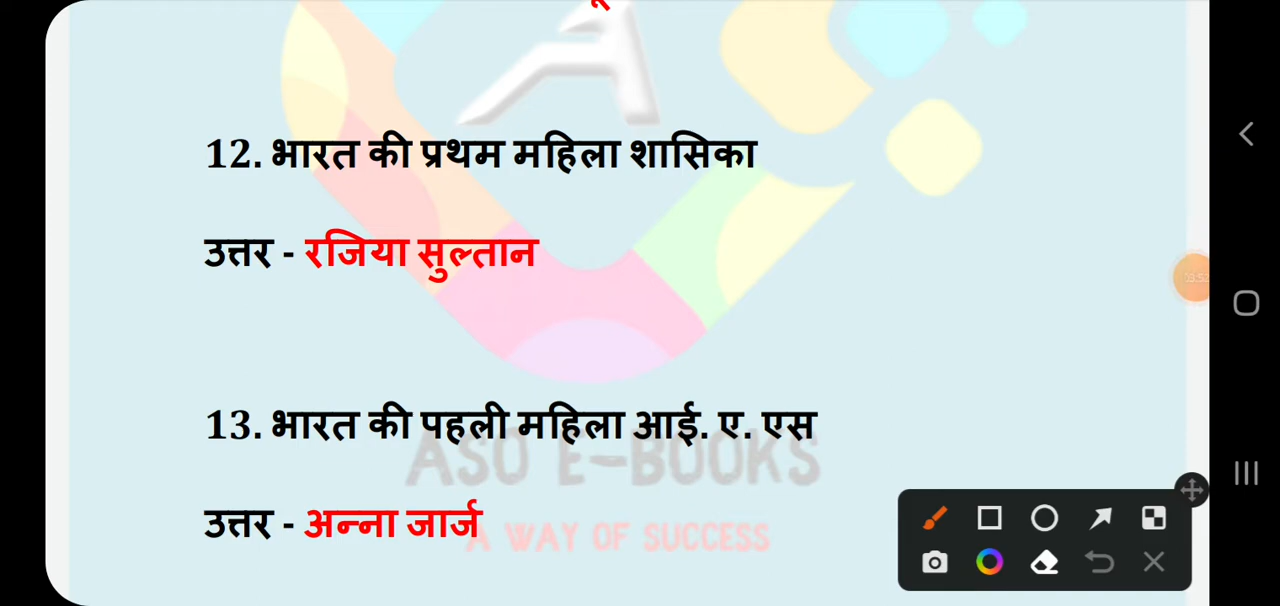 12. भारत की प्रथम महिला शासिका
उत्तर - रजिया सुल्तान
13. भारत की पहली महिला आई. ए. एस
ASO E-BOOKS
उत्तर - अन्ना जार्ज
A WAY OF SUCCESS